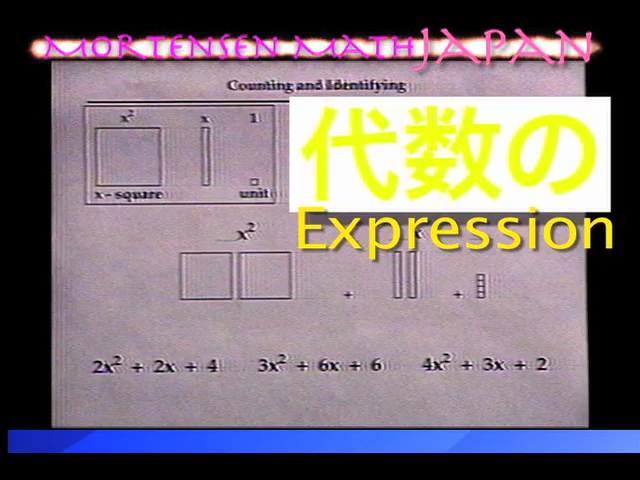 MORTENSEN MATH JAPAN
Counting and Identifying
x² x 1
x - square unit
代数の
Expression
x²
+ +
2x² + 2x + 4 3x² + 6x + 6 4x² + 3x + 2